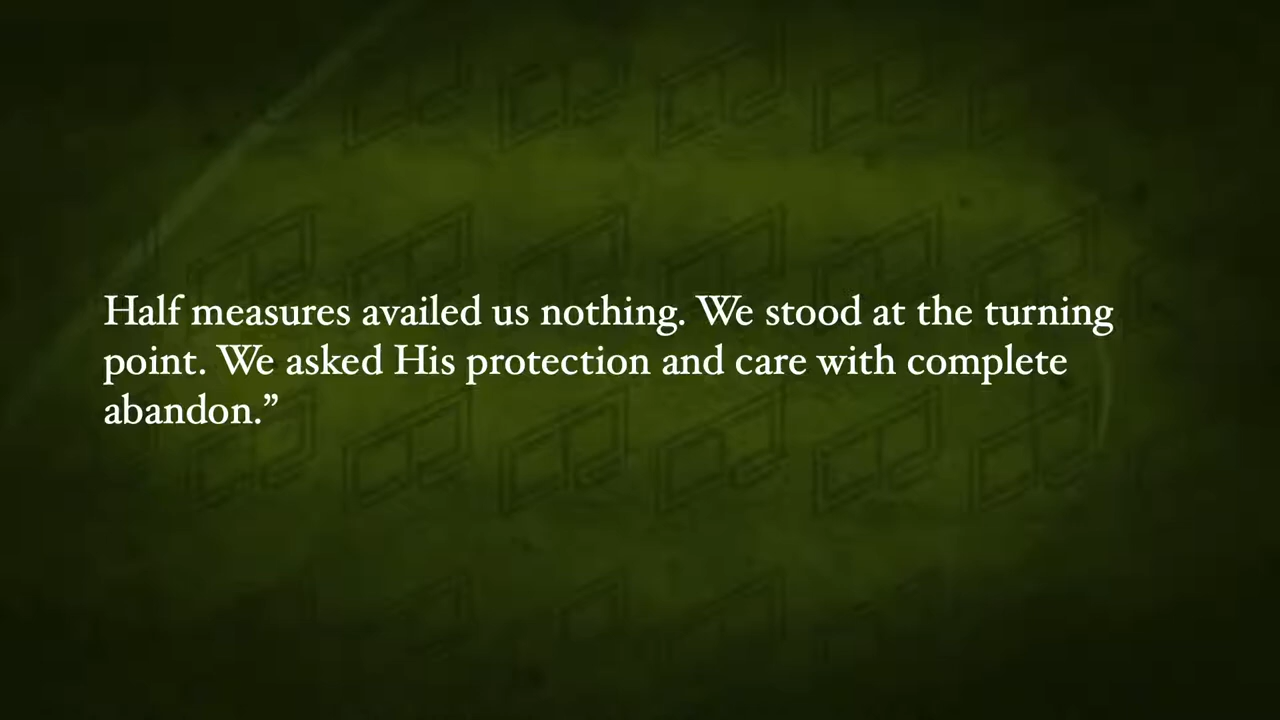 Half measures availed us nothing. We stood at the turning
point. We asked His protection and care with complete
abandon.”